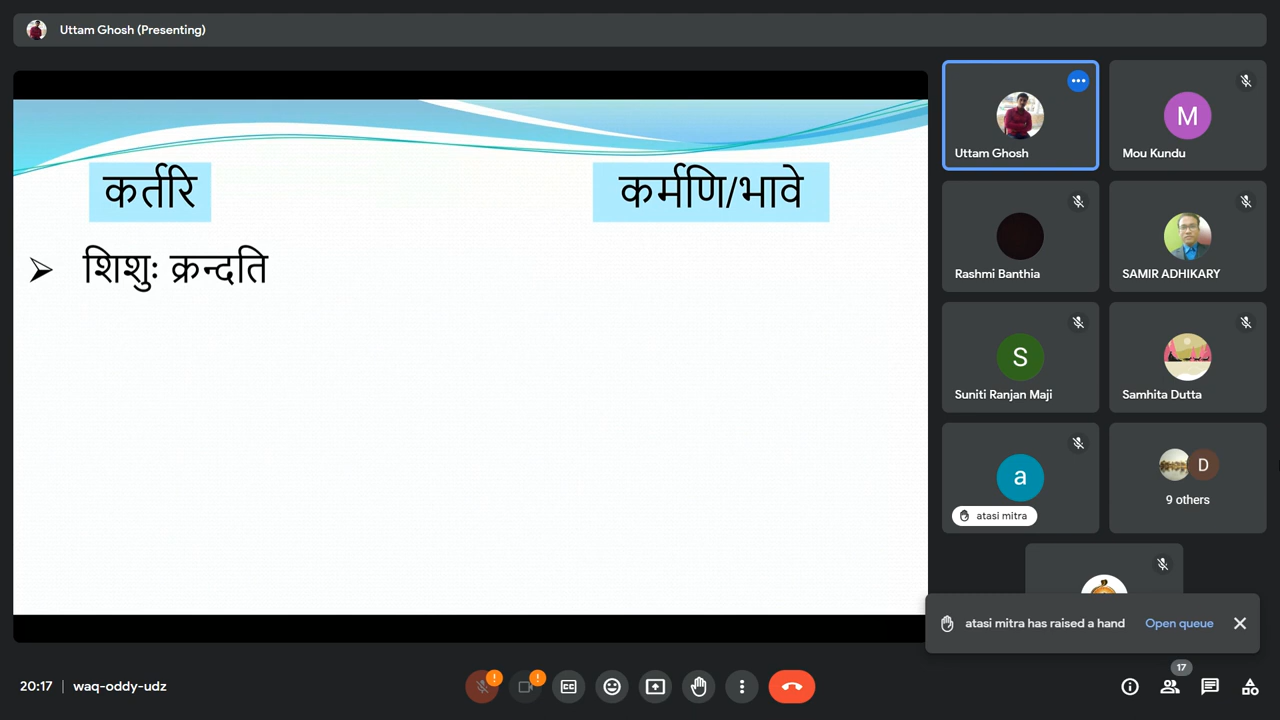 Uttam Ghosh (Presenting)
कर्तरि
कर्मणि/भावे
➢ शिशुः क्रन्दति
Uttam Ghosh
M
Mou Kundu
Rashmi Banthia
SAMIR ADHIKARY
S
Suniti Ranjan Maji
Samhita Dutta
a
atasi mitra
D
9 others
atasi mitra has raised a hand
Open queue
20:17 | waq-oddy-udz
17